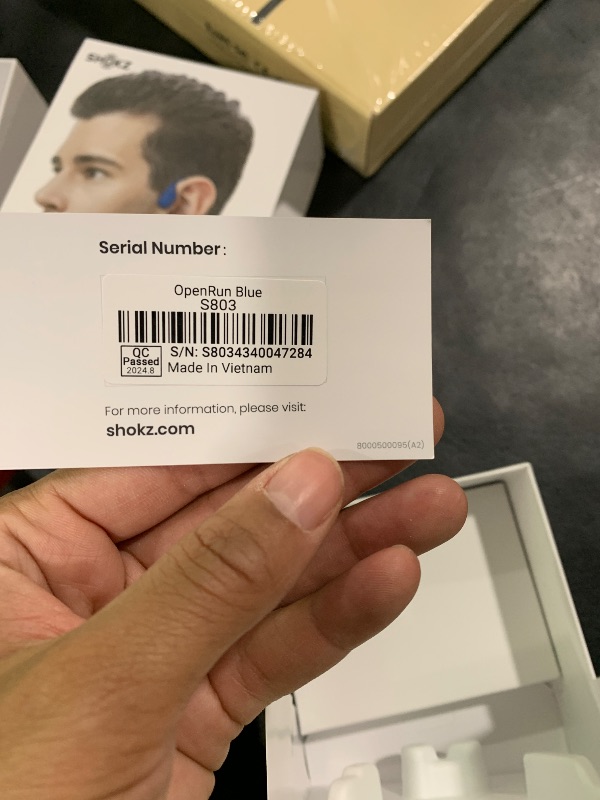 SHOKZ
Serial Number:
OpenRun Blue
S803
QC
Passed
2024.8
S/N: S8034340047284
Made In Vietnam
For more information, please visit:
shokz.com
8000500095(A2)